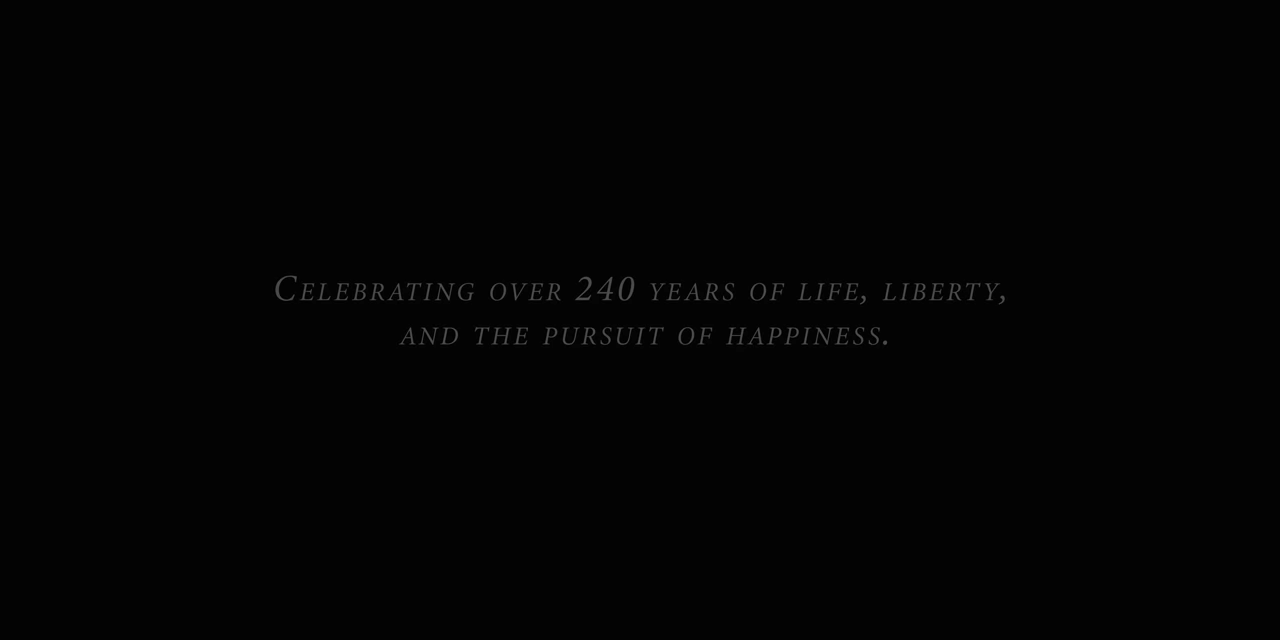 Celebrating over 240 years of life, liberty,
and the pursuit of happiness.